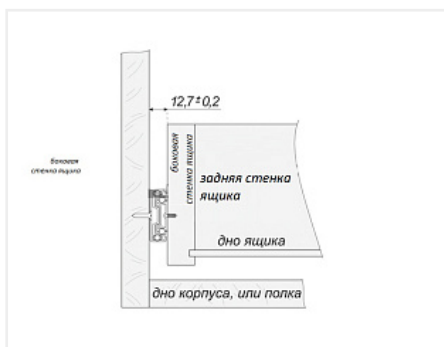 12,7±0,2
боковая
стенка ящика
боковая
стенка ящика
задняя стенка
ящика
дно ящика
дно корпуса, или полка